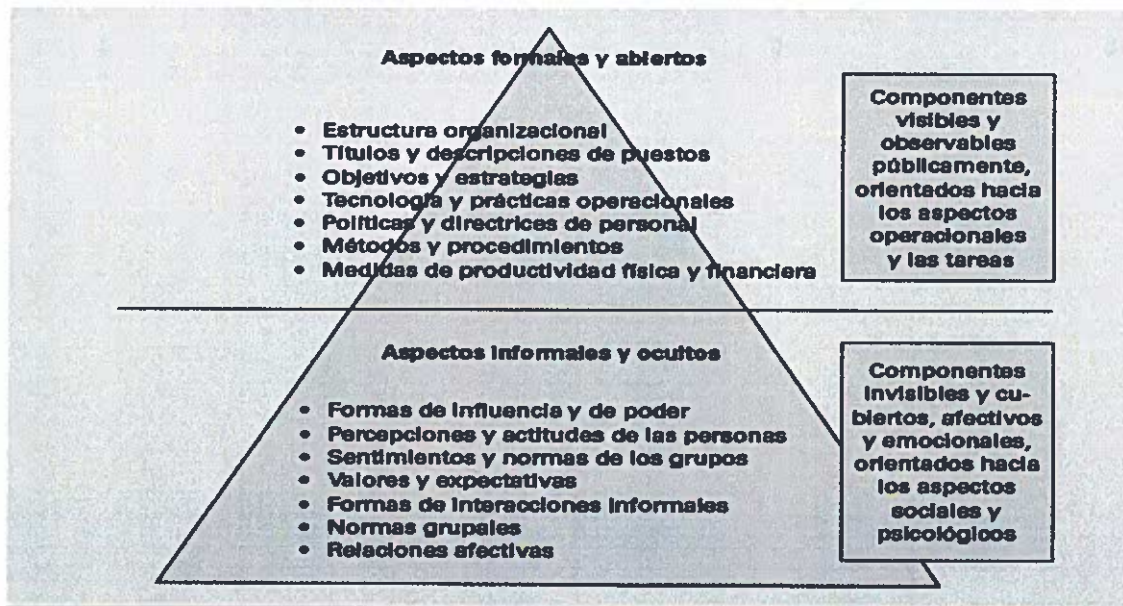 Aspectos formales y abiertos
• Estructura organizacional
• Títulos y descripciones de puestos
• Objetivos y estrategias
• Tecnología y prácticas operacionales
• Políticas y directrices de personal
• Métodos y procedimientos
• Medidas de productividad física y financiera
Componentes
visibles y
observables
públicamente,
orientados hacia
los aspectos
operacionales
y las tareas
Aspectos informales y ocultos
• Formas de influencia y de poder
• Percepciones y actitudes de las personas
• Sentimientos y normas de los grupos
• Valores y expectativas
• Formas de interacciones informales
• Normas grupales
• Relaciones afectivas
Componentes
invisibles y cu-
biertos, afectivos
y emocionales,
orientados hacia
los aspectos
sociales y
psicológicos